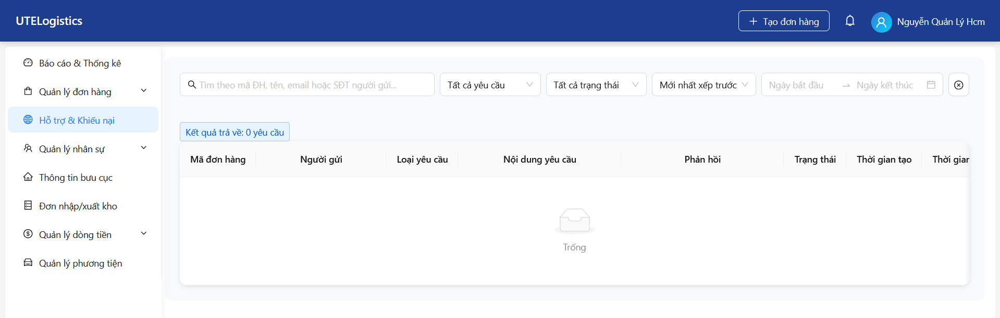 UTELogistics
Tạo đơn hàng
Nguyễn Quản Lý Hcm
Báo cáo & Thống kê
Quản lý đơn hàng
Hỗ trợ & Khiếu nại
Quản lý nhân sự
Thông tin bưu cục
Đơn nhập/xuất kho
Quản lý dòng tiền
Quản lý phương tiện
Tìm theo mã ĐH, tên, email hoặc SĐT người gửi...
Tất cả yêu cầu
Tất cả trạng thái
Mới nhất xếp trước
Ngày bắt đầu
Ngày kết thúc
Kết quả trả về: 0 yêu cầu
Mã đơn hàng
Người gửi
Loại yêu cầu
Nội dung yêu cầu
Phản hồi
Trạng thái
Thời gian tạo
Thời gian
Trống